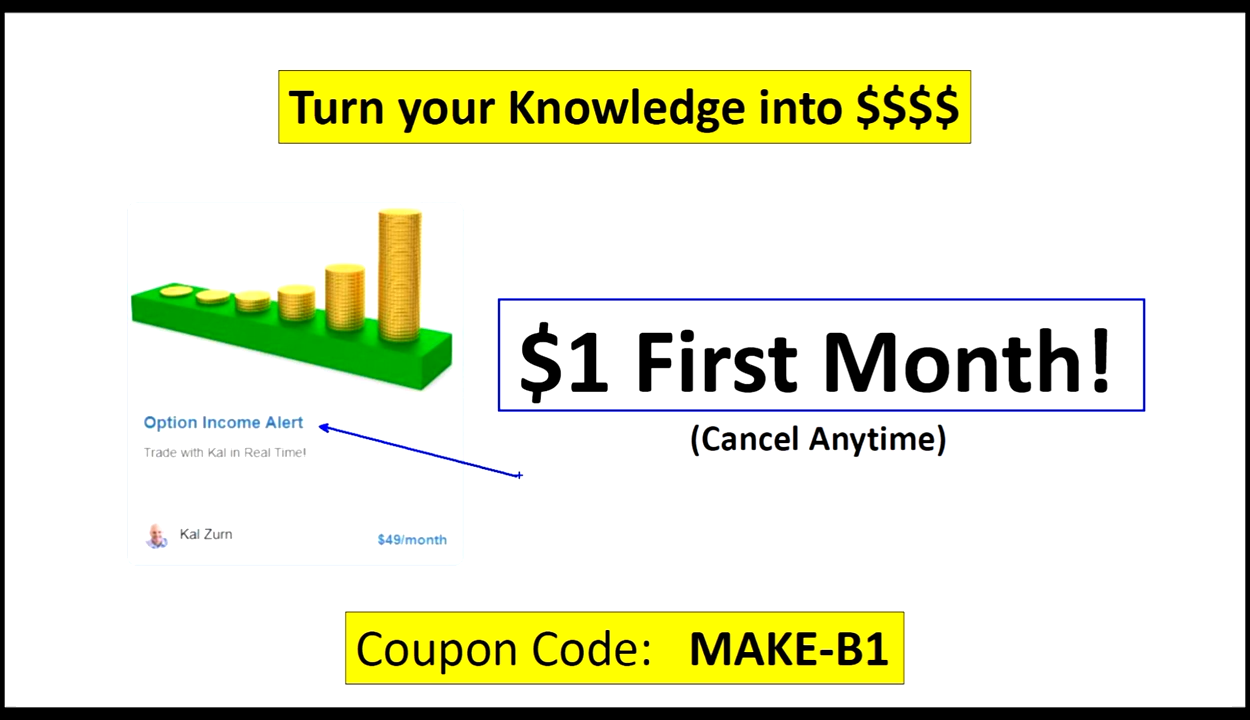 Turn your Knowledge into $$$$
$1 First Month!
(Cancel Anytime)
Option Income Alert
Trade with Kal in Real Time!
Kal Zurn
$49/month
Coupon Code: MAKE-B1